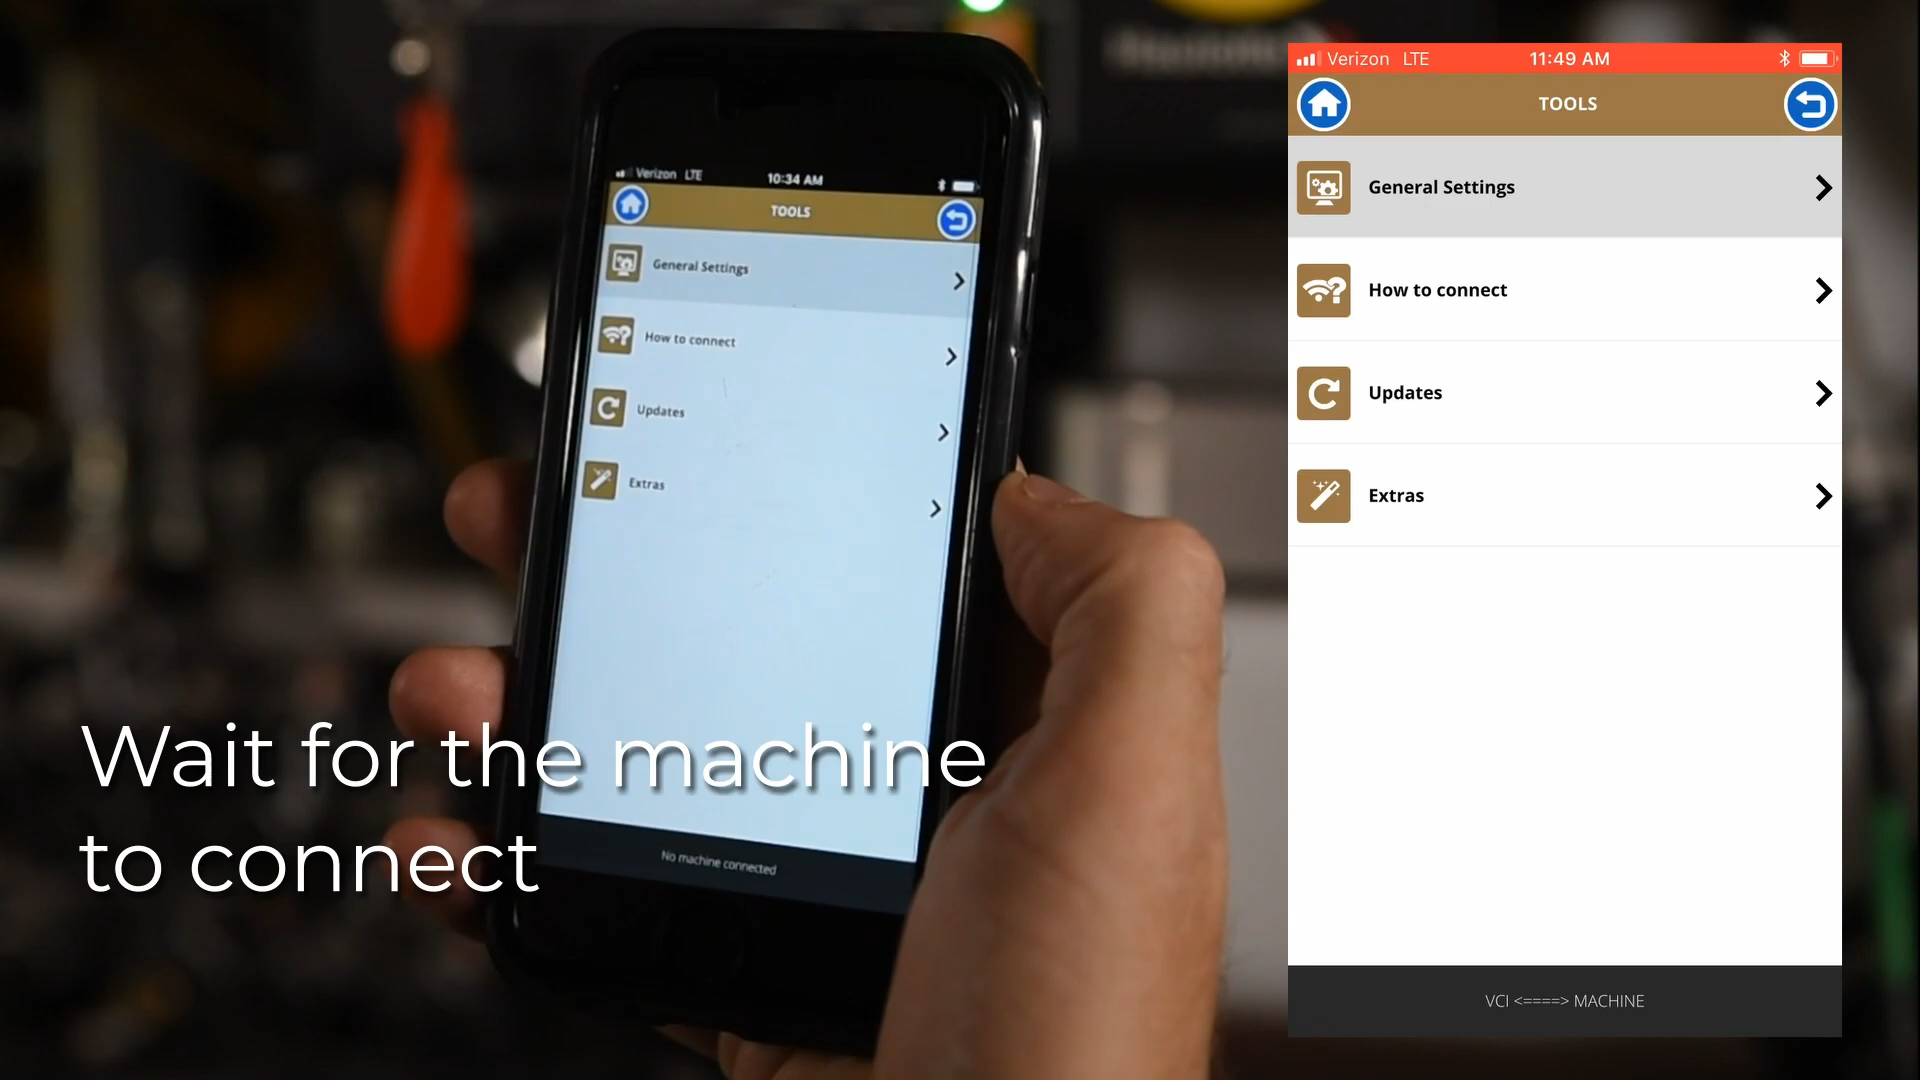 Verizon LTE 10:34 AM
TOOLS
General Settings
How to connect
Updates
Extras
No machine connected
Wait for the machine
to connect
Verizon LTE 11:49 AM
TOOLS
General Settings
How to connect
Updates
Extras
VCI <====> MACHINE